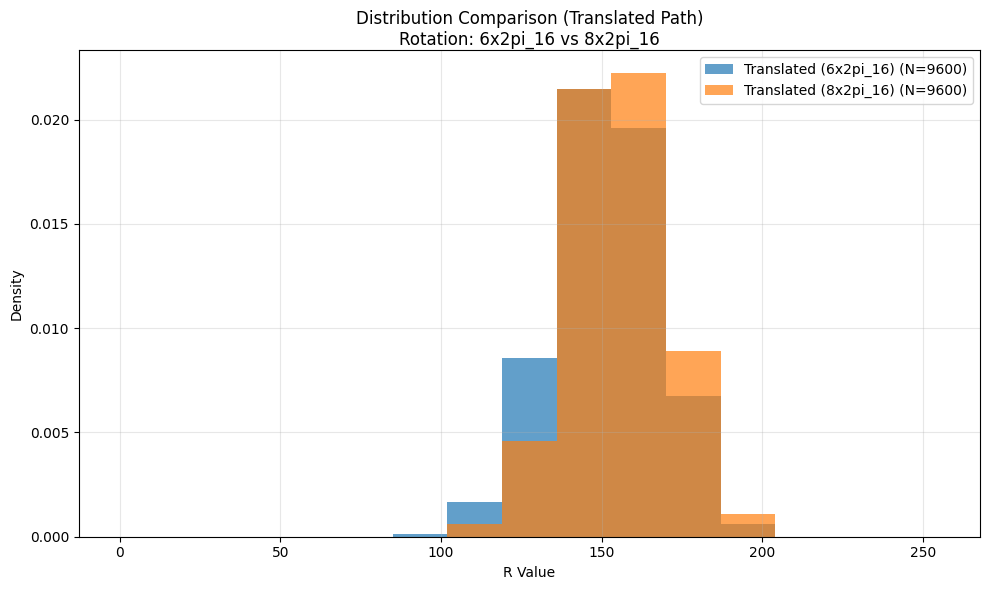 Distribution Comparison (Translated Path)
Rotation: 6x2pi_16 vs 8x2pi_16
Translated (6x2pi_16) (N=9600)
Translated (8x2pi_16) (N=9600)
Density
0.020
0.015
0.010
0.005
0.000
0 50 100 150 200 250
R Value